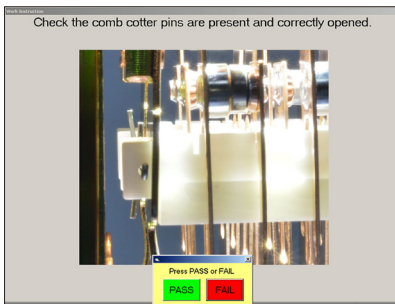 Work Instruction
Check the comb cotter pins are present and correctly opened.
Press PASS or FAIL
PASS FAIL